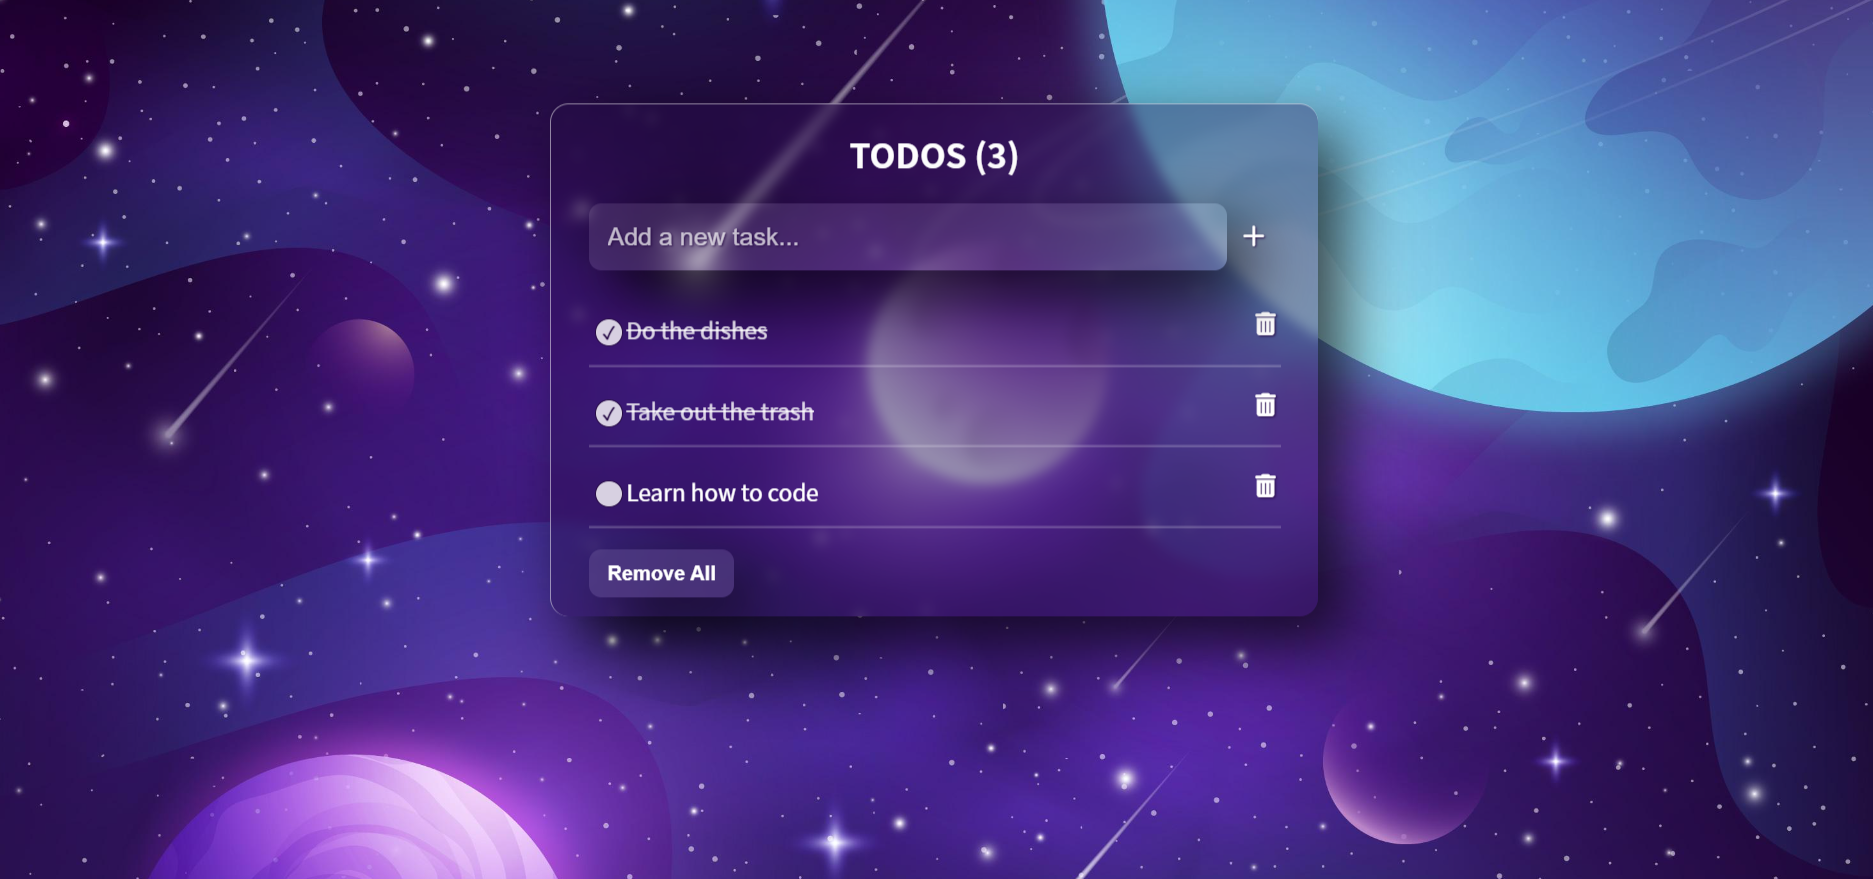 TODOS (3)
Add a new task...
Do the dishes
Take out the trash
Learn how to code
Remove All